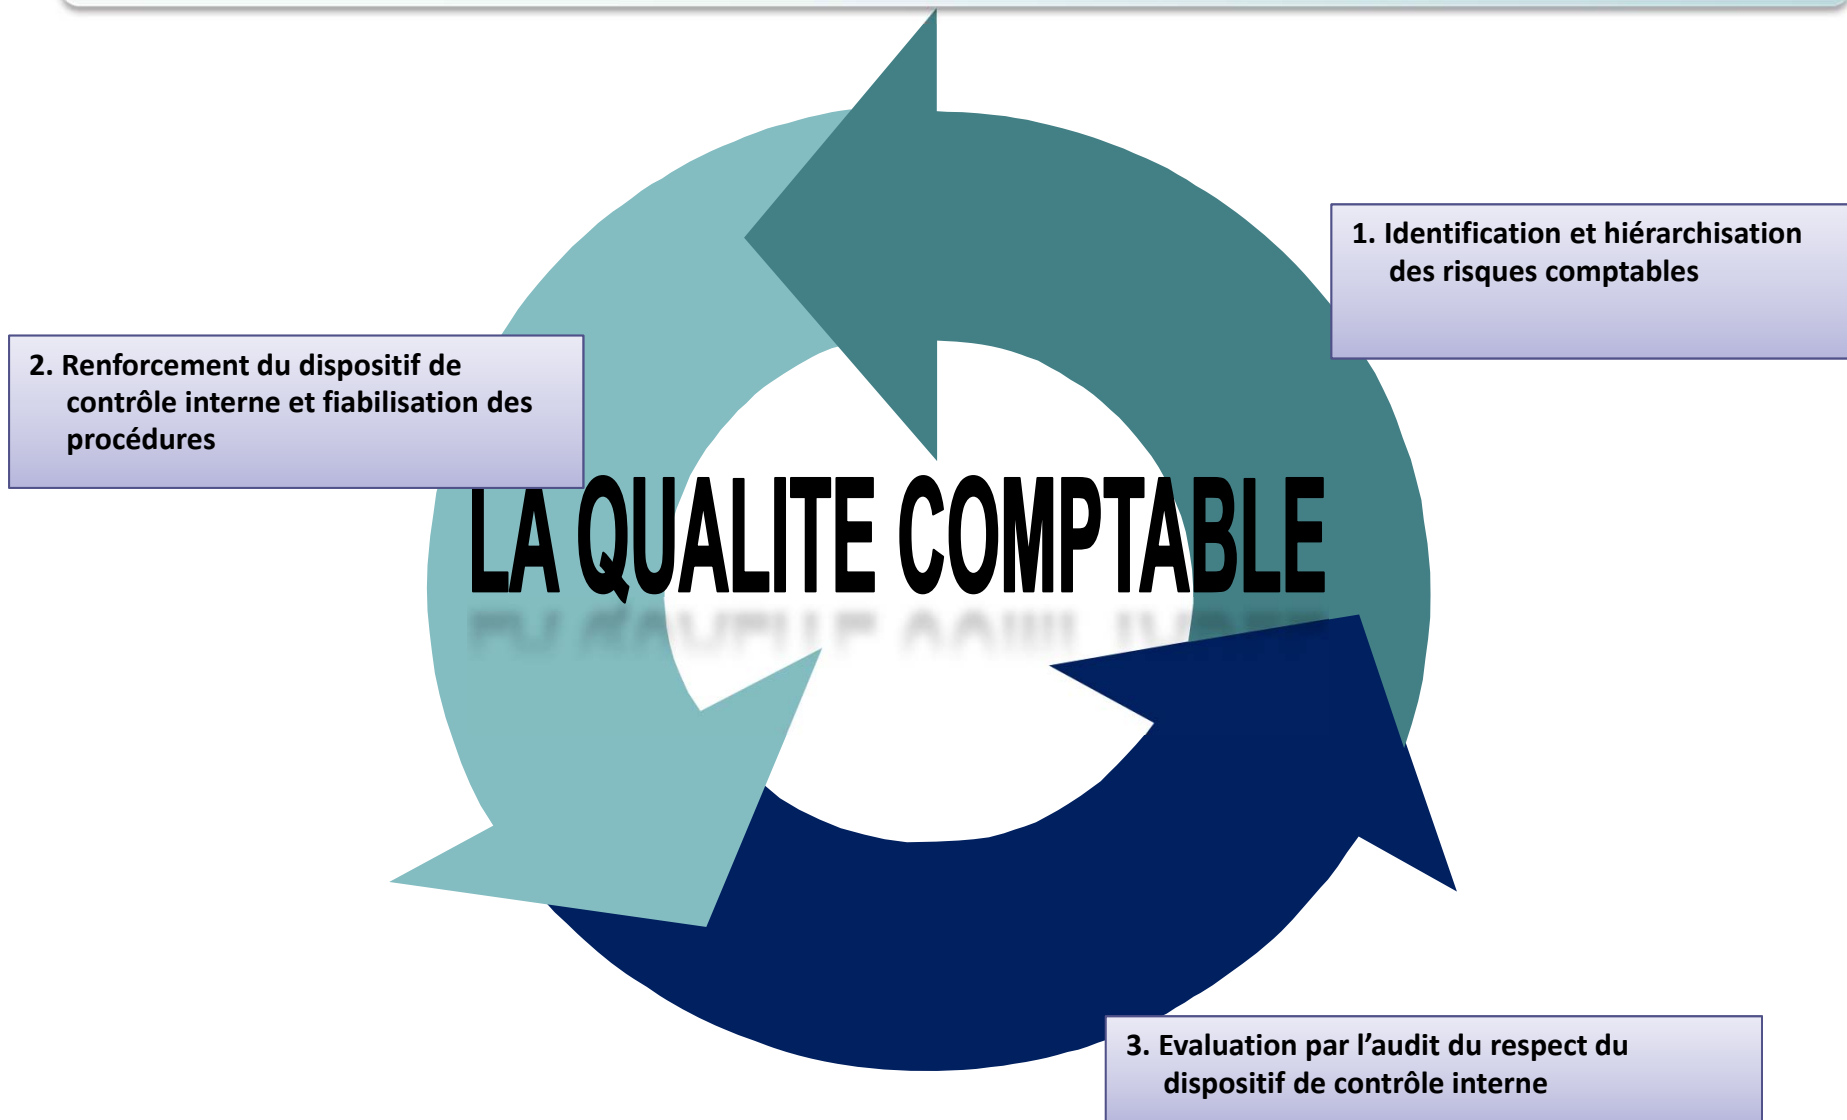 1. Identification et hiérarchisation
des risques comptables
2. Renforcement du dispositif de
contrôle interne et fiabilisation des
procédures
LA QUALITE COMPTABLE
3. Evaluation par l’audit du respect du
dispositif de contrôle interne